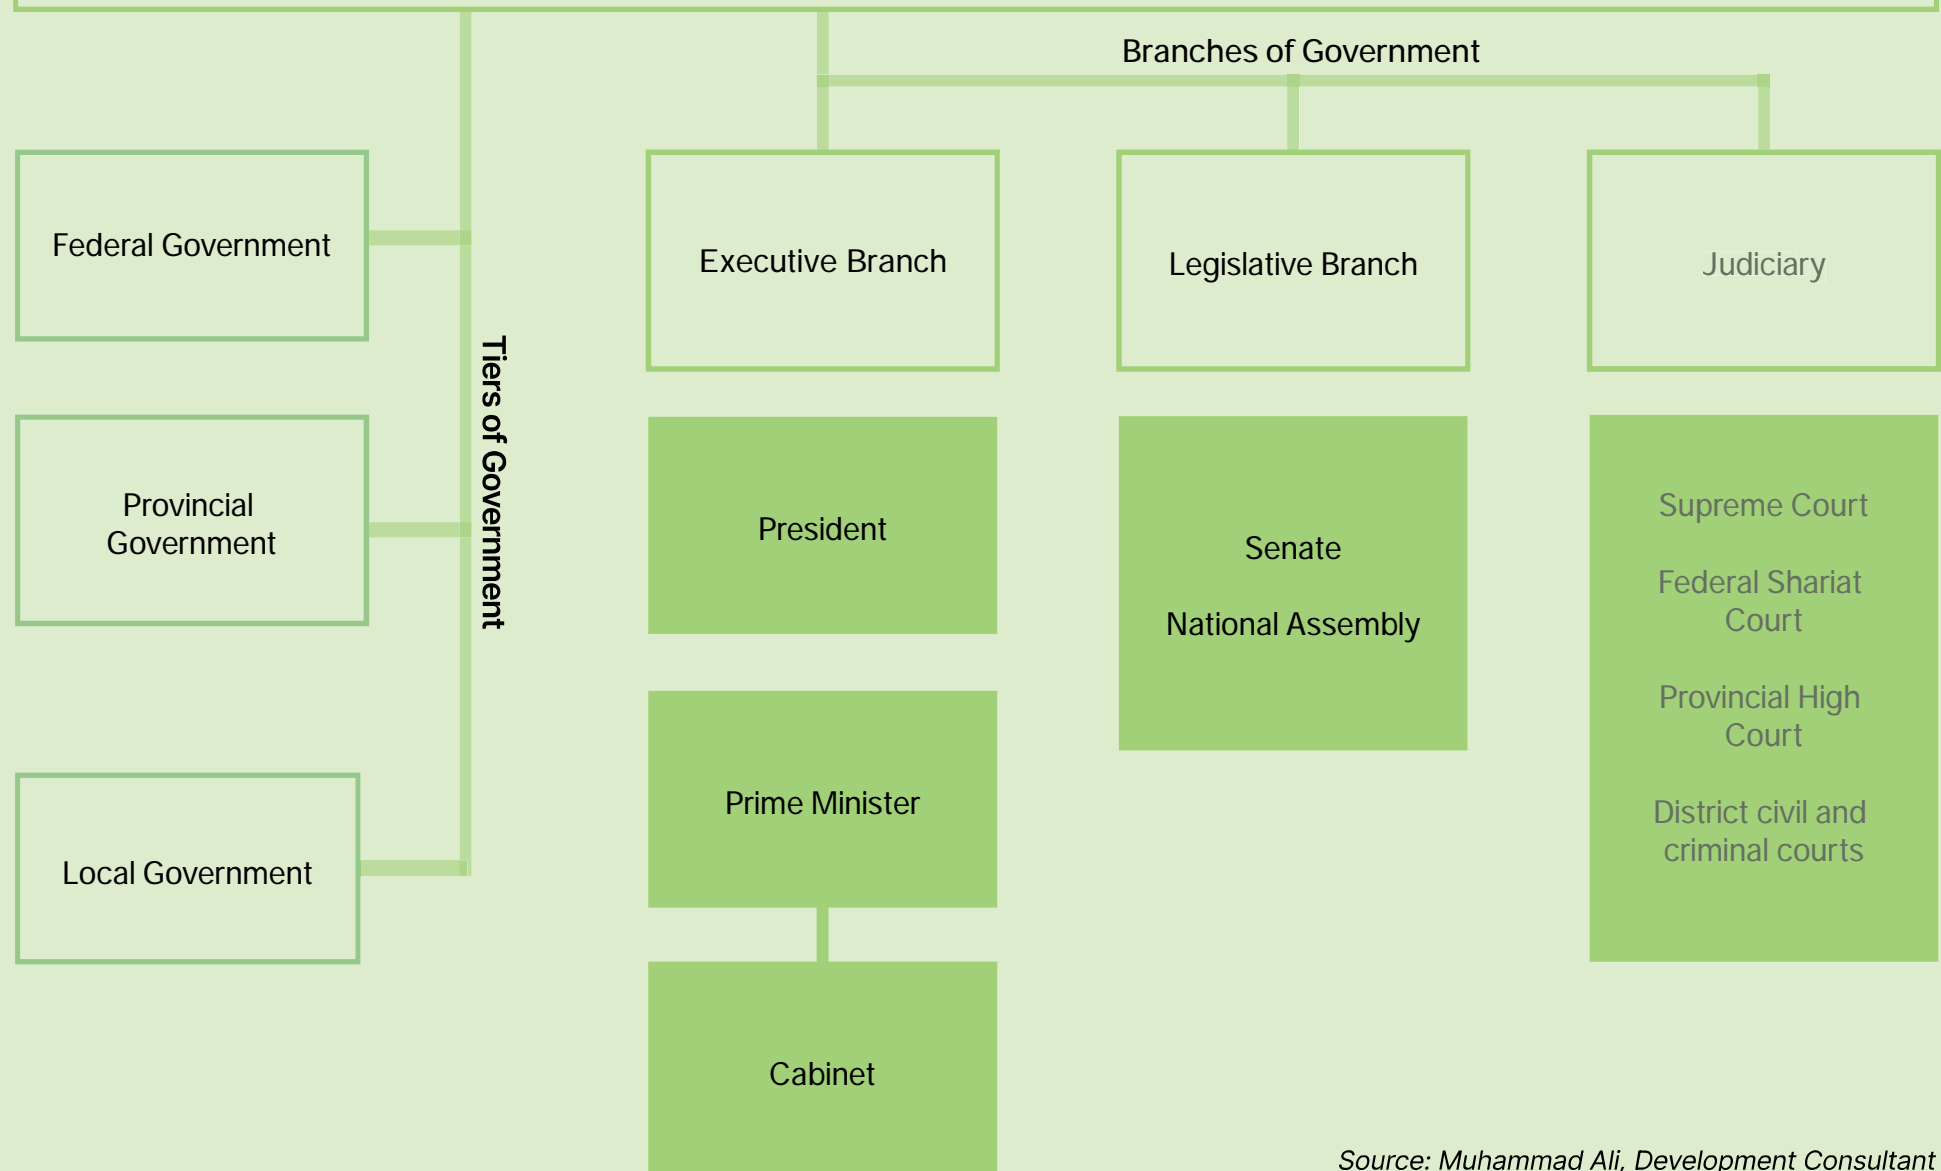 Branches of Government
Federal Government
Provincial
Government
Local Government
Tiers of Government
Executive Branch
President
Prime Minister
Cabinet
Legislative Branch
Senate
National Assembly
Judiciary
Supreme Court
Federal Shariat
Court
Provincial High
Court
District civil and
criminal courts
Source: Muhammad Ali, Development Consultant